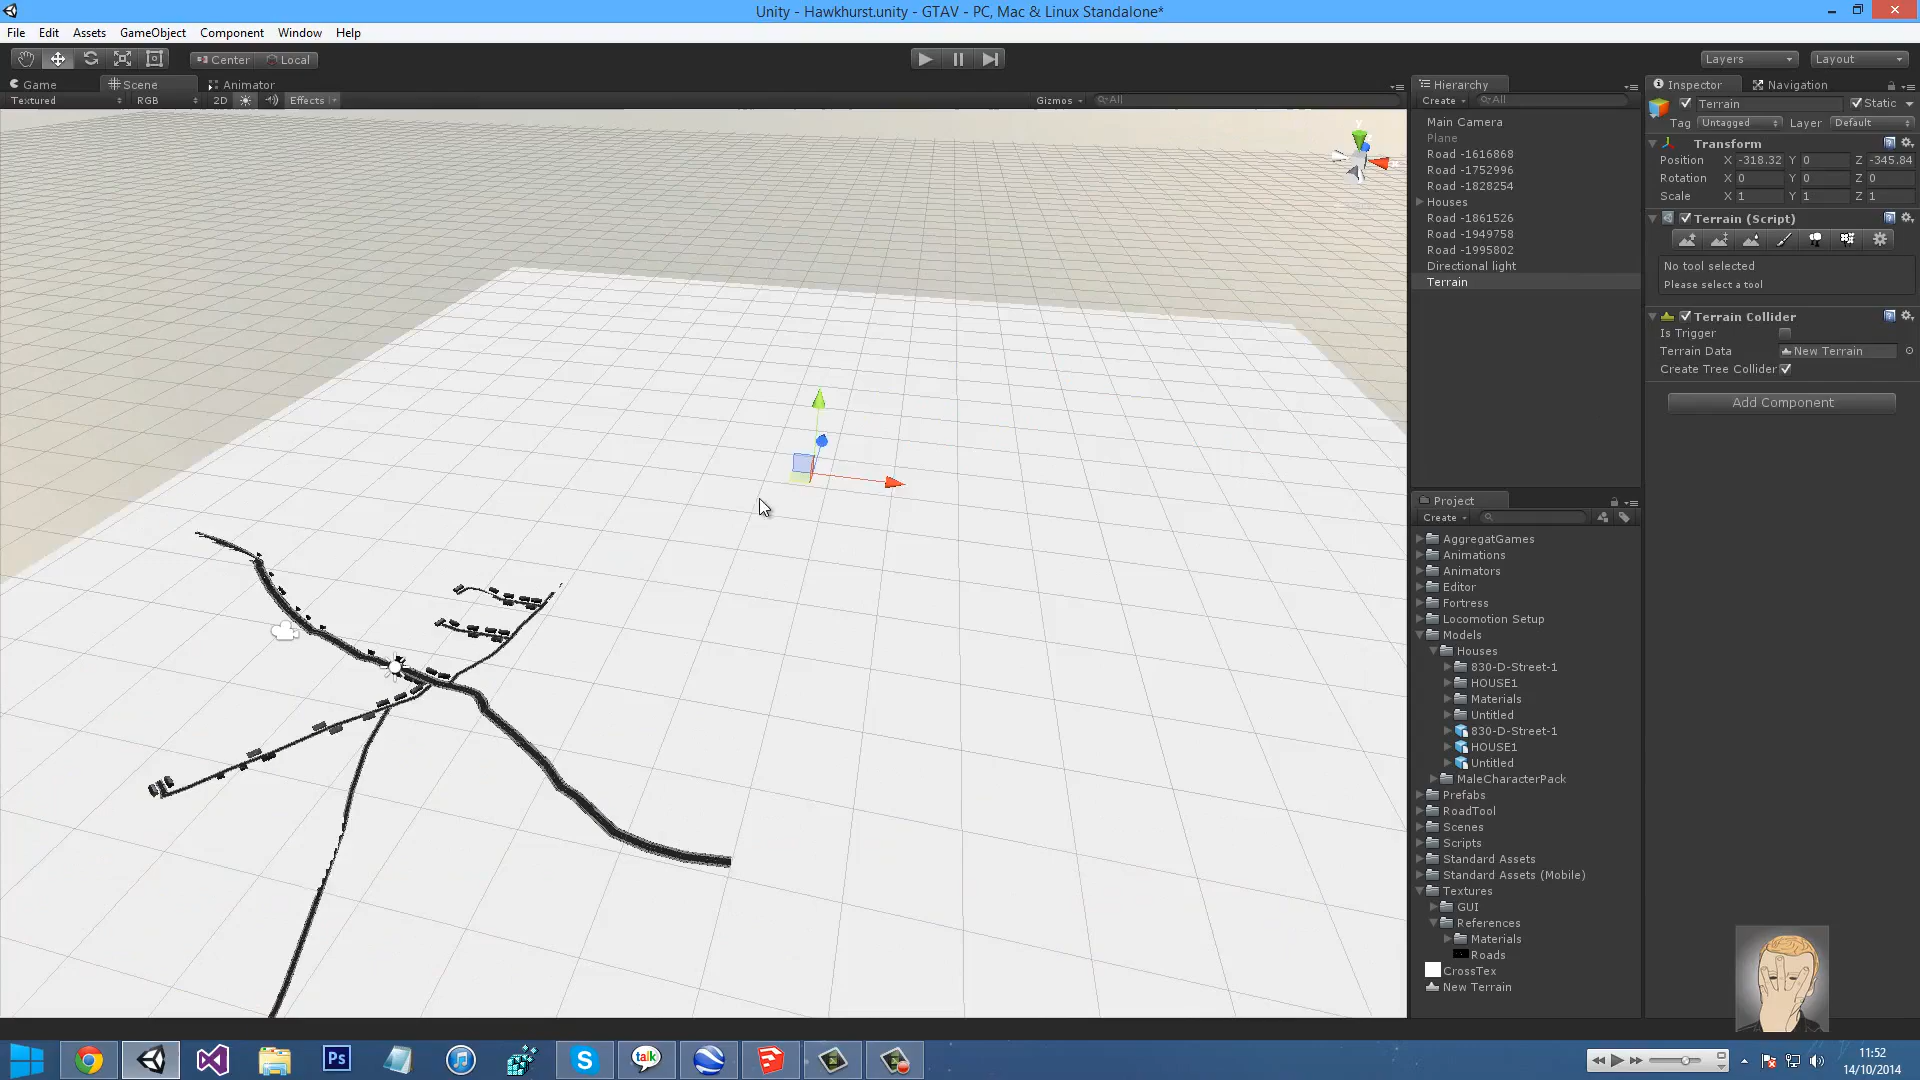 Unity - Hawkhurst.unity - GTAV - PC, Mac & Linux Standalone*
File Edit Assets GameObject Component Window Help
Center Local
Layers Layout
Game Scene Animator
Textured RGB 2D Effects Gizmos All
Hierarchy
Create All
Main Camera
Plane
Road -1616868
Road -1752996
Road -1828254
Houses
Road -1861526
Road -1949758
Road -1995802
Directional light
Terrain
Project
Create
AggregatGames
Animations
Animators
Editor
Fortress
Locomotion Setup
Models
Houses
830-D-Street-1
HOUSE1
Materials
Untitled
830-D-Street-1
HOUSE1
Untitled
MaleCharacterPack
Prefabs
RoadTool
Scenes
Scripts
Standard Assets
Standard Assets (Mobile)
Textures
GUI
References
Materials
Roads
CrossTex
New Terrain
Inspector Navigation
Terrain Static
Tag Untagged Layer Default
Transform
Position X -318.32 Y 0 Z -345.84
Rotation X 0 Y 0 Z 0
Scale X 1 Y 1 Z 1
Terrain (Script)
No tool selected
Please select a tool
Terrain Collider
Is Trigger
Terrain Data New Terrain
Create Tree Collider
Add Component
Ps
talk
11:52
14/10/2014